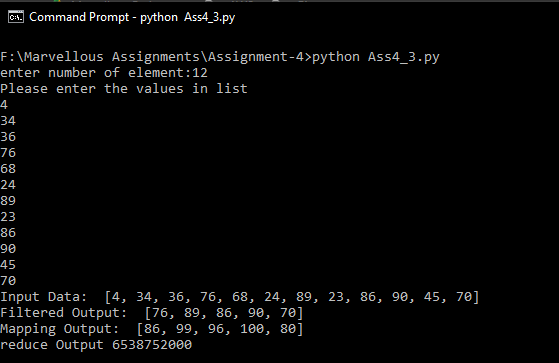 Command Prompt - python  Ass4_3.py
F:\Marvellous Assignments\Assignment-4>python Ass4_3.py
enter number of element:12
Please enter the values in list
4
34
36
76
68
24
89
23
86
90
45
70
Input Data:  [4, 34, 36, 76, 68, 24, 89, 23, 86, 90, 45, 70]
Filtered Output:  [76, 89, 86, 90, 70]
Mapping Output:  [86, 99, 96, 100, 80]
reduce Output 6538752000